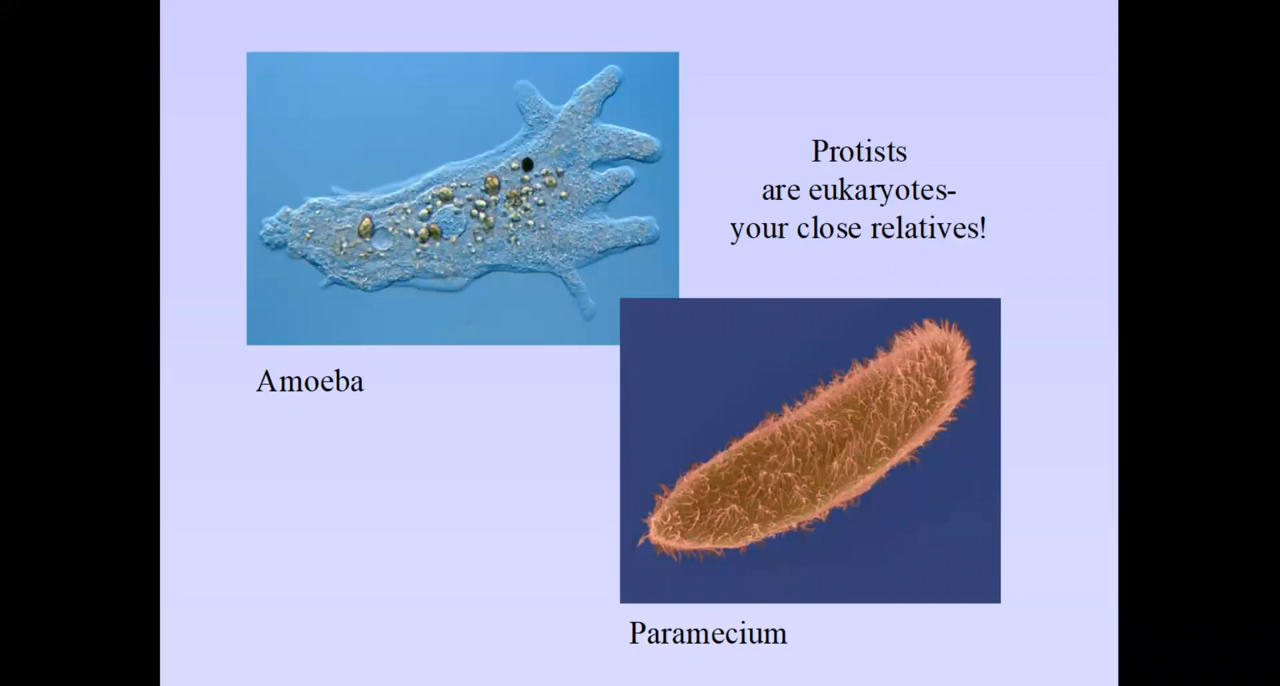 Protists
are eukaryotes-
your close relatives!
Amoeba
Paramecium